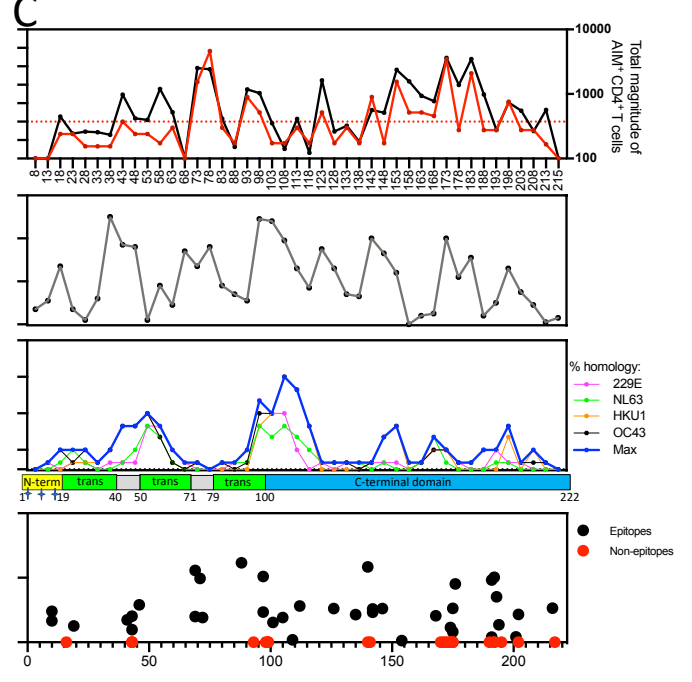 C
10000
1000
100
Total magnitude of
AIM+ CD4+ T cells
8 13 18 23 28 33 38 43 48 53 58 63 68 73 78 83 88 93 98 103 108 113 118 123 128 133 138 143 148 153 158 163 168 173 178 183 188 193 198 203 208 213 215
% homology:
229E
NL63
HKU1
OC43
Max
N-term trans trans trans C-terminal domain
1 19 40 50 71 79 100 222
Epitopes
Non-epitopes
0 50 100 150 200